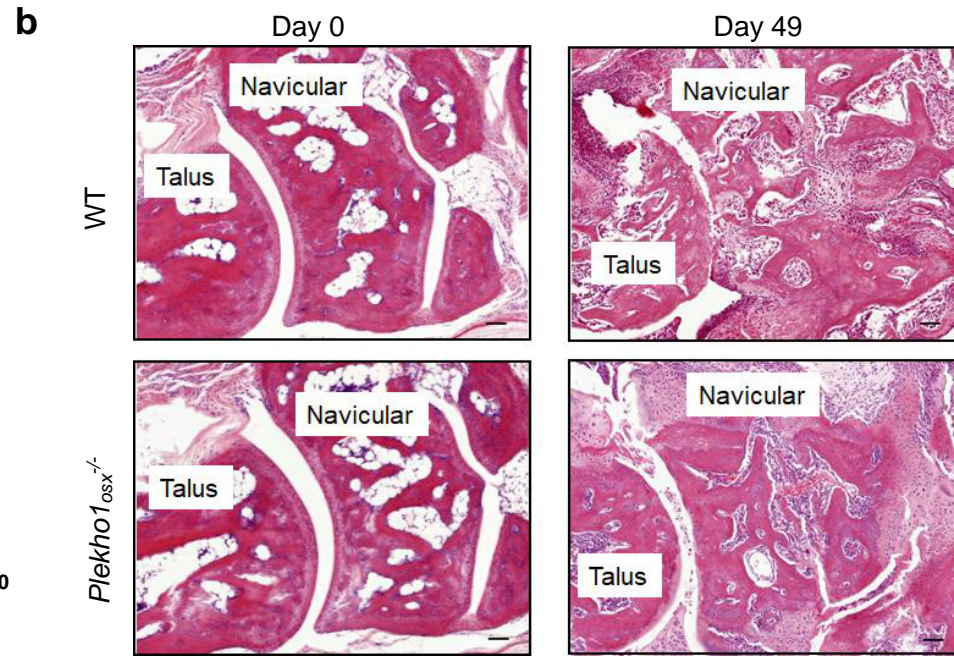 b
Day 0
Day 49
WT
Navicular
Talus
Navicular
Talus
Plekho1osx-/-
Navicular
Talus
Navicular
Talus
0